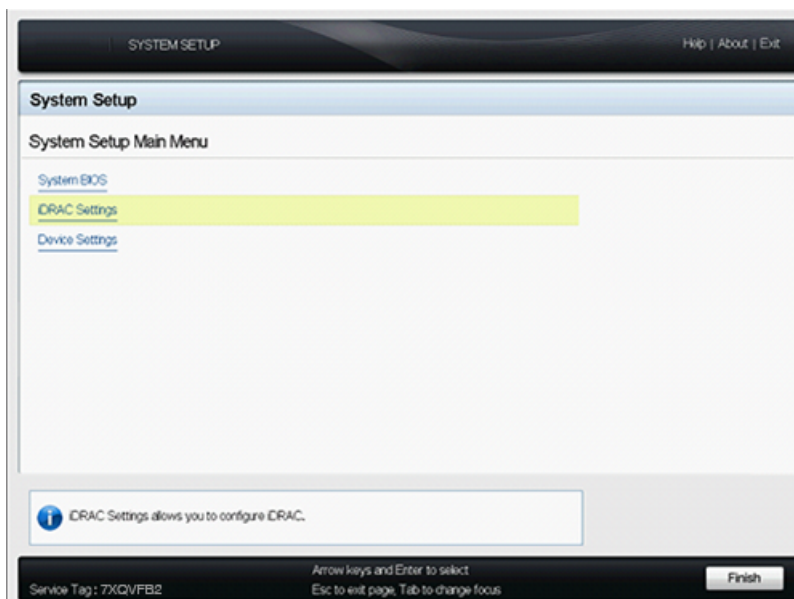 SYSTEM SETUP
Help | About | Exit
System Setup
System Setup Main Menu
System BIOS
iDRAC Settings
Device Settings
iDRAC Settings allows you to configure iDRAC.
Service Tag: 7XQVFB2
Arrow keys and Enter to select
Esc to exit page, Tab to change focus
Finish